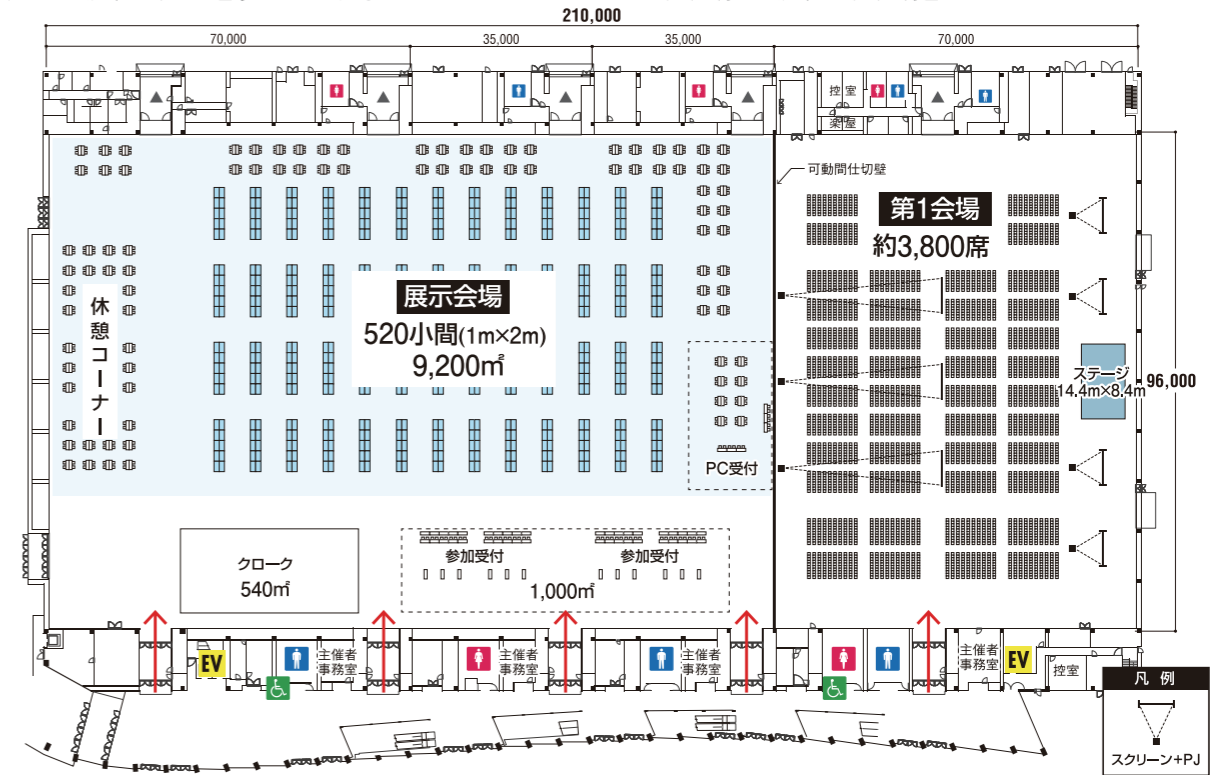 210,000
70,000
35,000
35,000
70,000
控室
楽屋
可動間仕切壁
第1会場
約3,800席
展示会場
520小間(1m×2m)
9,200㎡
休憩コーナー
ステージ
14.4m×8.4m
96,000
PC受付
クローク
540㎡
参加受付
参加受付
1,000㎡
EV
主催者
事務室
主催者
事務室
主催者
事務室
主催者
事務室
EV
控室
凡例
スクリーン+PJ